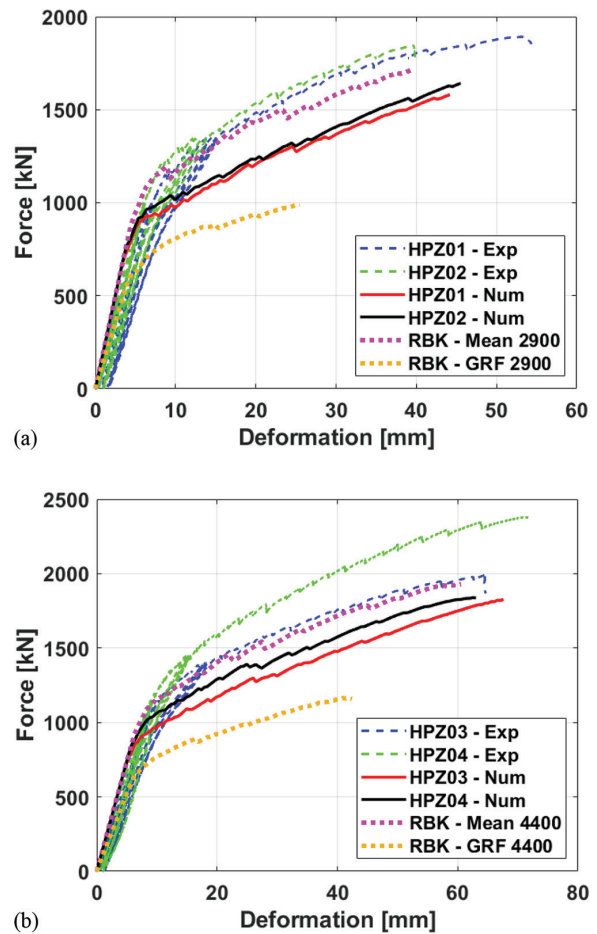 2000
1500
1000
500
0
Force [kN]
HPZ01 - Exp
HPZ02 - Exp
HPZ01 - Num
HPZ02 - Num
RBK - Mean 2900
RBK - GRF 2900
0 10 20 30 40 50 60
(a) Deformation [mm]
2500
2000
1500
1000
500
0
Force [kN]
HPZ03 - Exp
HPZ04 - Exp
HPZ03 - Num
HPZ04 - Num
RBK - Mean 4400
RBK - GRF 4400
0 20 40 60 80
(b) Deformation [mm]